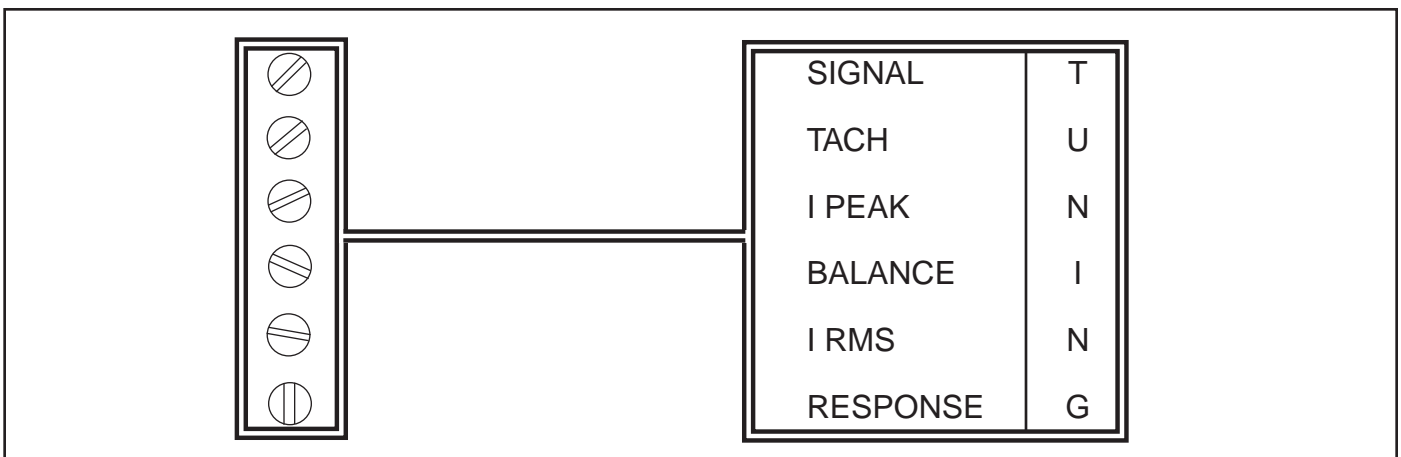 SIGNAL T
TACH U
I PEAK N
BALANCE I
I RMS N
RESPONSE G